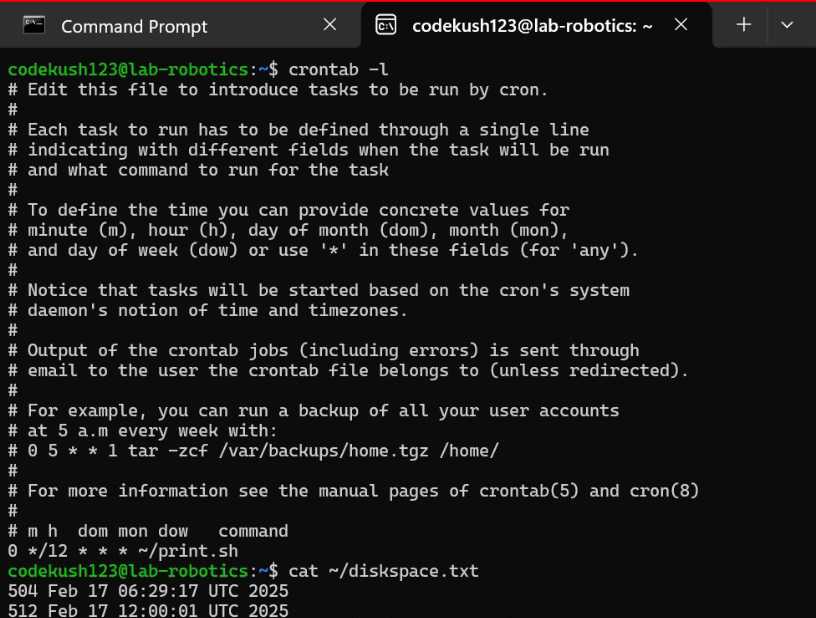 Command Prompt
codekush123@lab-robotics: ~
codekush123@lab-robotics:~$ crontab -l
# Edit this file to introduce tasks to be run by cron.
#
# Each task to run has to be defined through a single line
# indicating with different fields when the task will be run
# and what command to run for the task
#
# To define the time you can provide concrete values for
# minute (m), hour (h), day of month (dom), month (mon),
# and day of week (dow) or use '*' in these fields (for 'any').
#
# Notice that tasks will be started based on the cron's system
# daemon's notion of time and timezones.
#
# Output of the crontab jobs (including errors) is sent through
# email to the user the crontab file belongs to (unless redirected).
#
# For example, you can run a backup of all your user accounts
# at 5 a.m every week with:
# 0 5 * * 1 tar -zcf /var/backups/home.tgz /home/
#
# For more information see the manual pages of crontab(5) and cron(8)
#
# m h  dom mon dow   command
0 */12 * * * ~/print.sh
codekush123@lab-robotics:~$ cat ~/diskspace.txt
504 Feb 17 06:29:17 UTC 2025
512 Feb 17 12:00:01 UTC 2025